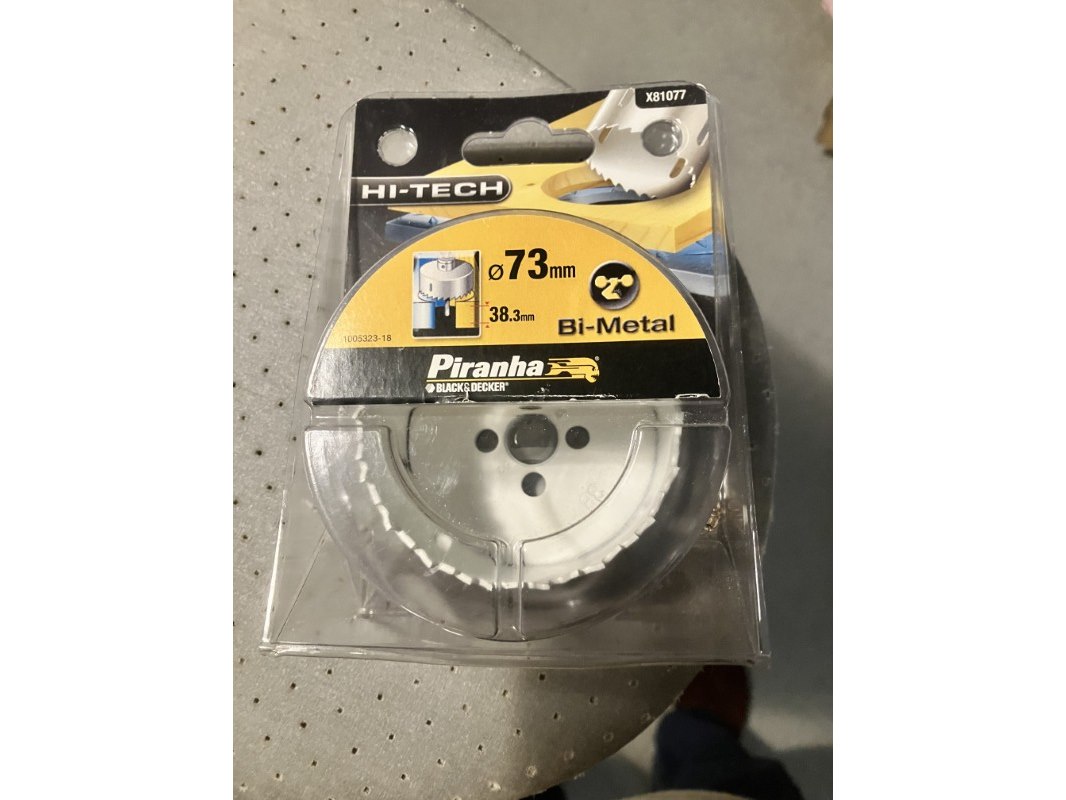 X81077
HI-TECH
ø73mm
38.3mm
Bi-Metal
1005323-18
Piranha®
BLACK&DECKER®